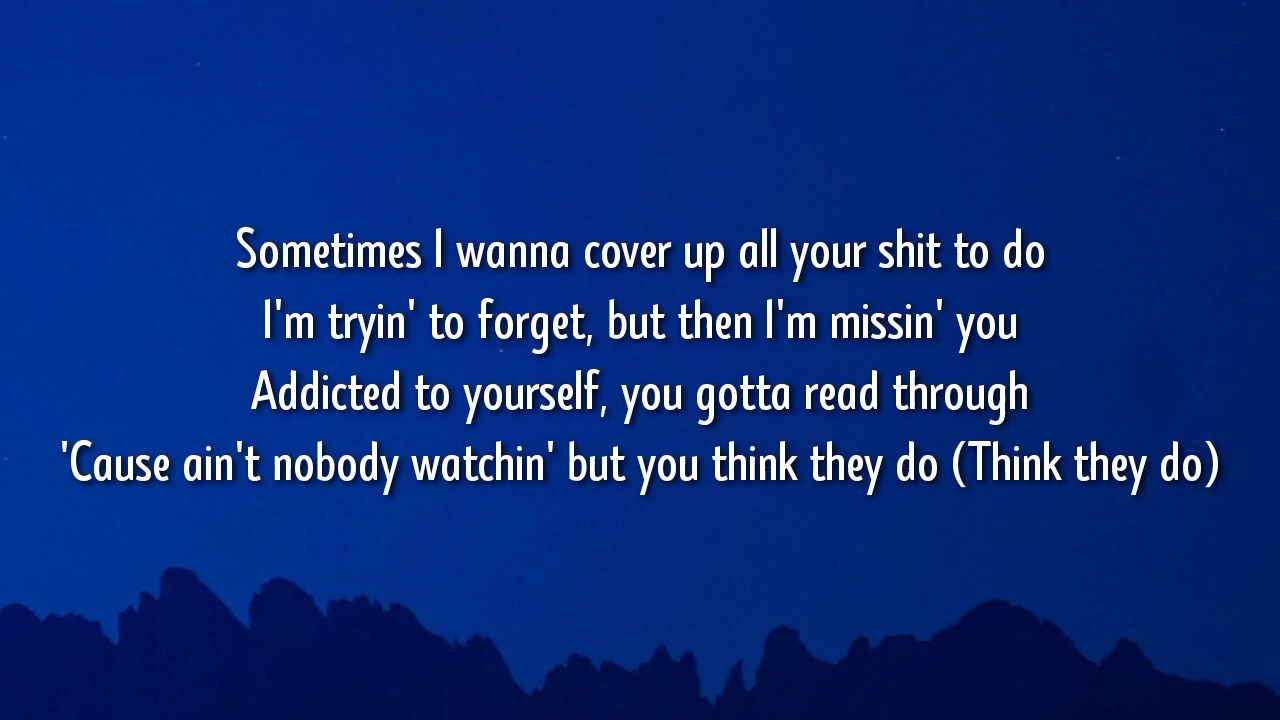 Sometimes I wanna cover up all your shit to do
I'm tryin' to forget, but then I'm missin' you
Addicted to yourself, you gotta read through
'Cause ain't nobody watchin' but you think they do (Think they do)